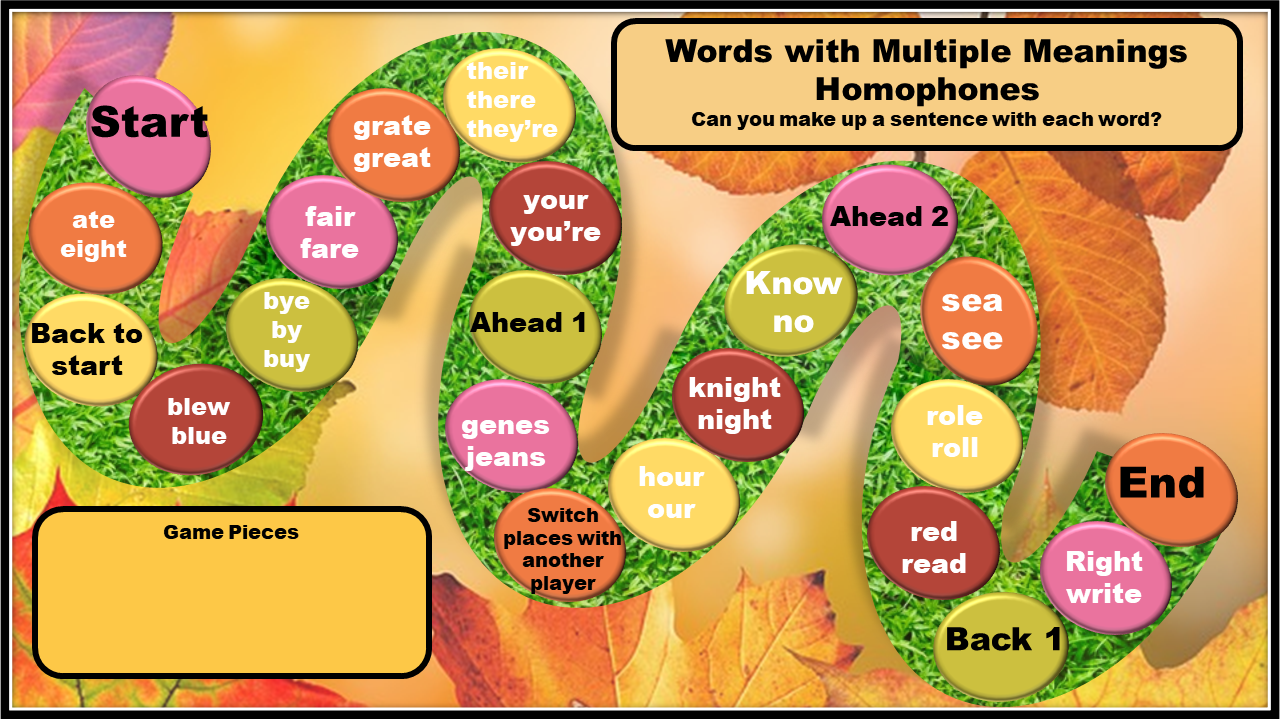 Words with Multiple Meanings
Homophones
Can you make up a sentence with each word?
Start
ate
eight
Back to
start
blew
blue
bye
by
buy
fair
fare
grate
great
their
there
they’re
your
you’re
Ahead 1
genes
jeans
Switch
places with
another
player
hour
our
knight
night
Know
no
Ahead 2
sea
see
role
roll
red
read
Back 1
Right
write
End
Game Pieces